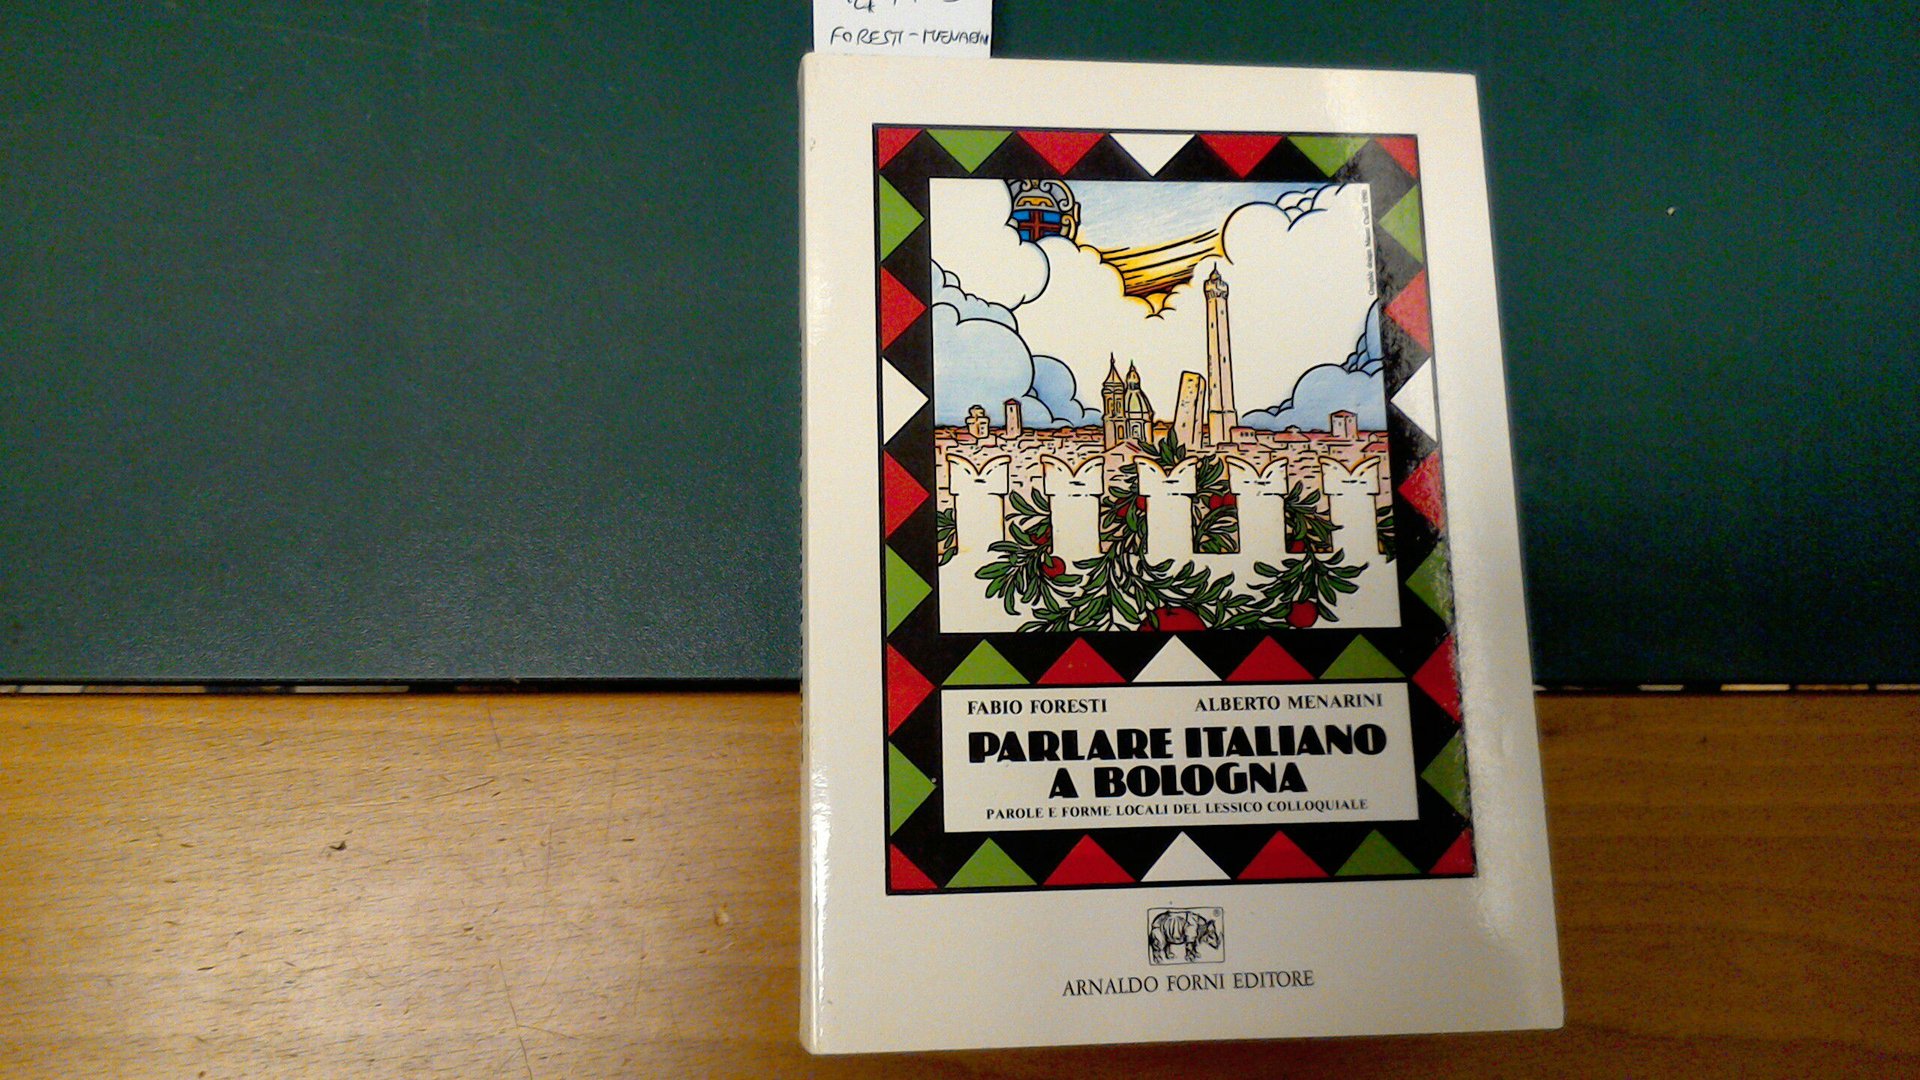 FORESTI-MENARINI
FABIO FORESTI
ALBERTO MENARINI
PARLARE ITALIANO
A BOLOGNA
PAROLE E FORME LOCALI DEL LESSICO COLLOQUIALE
ARNALDO FORNI EDITORE